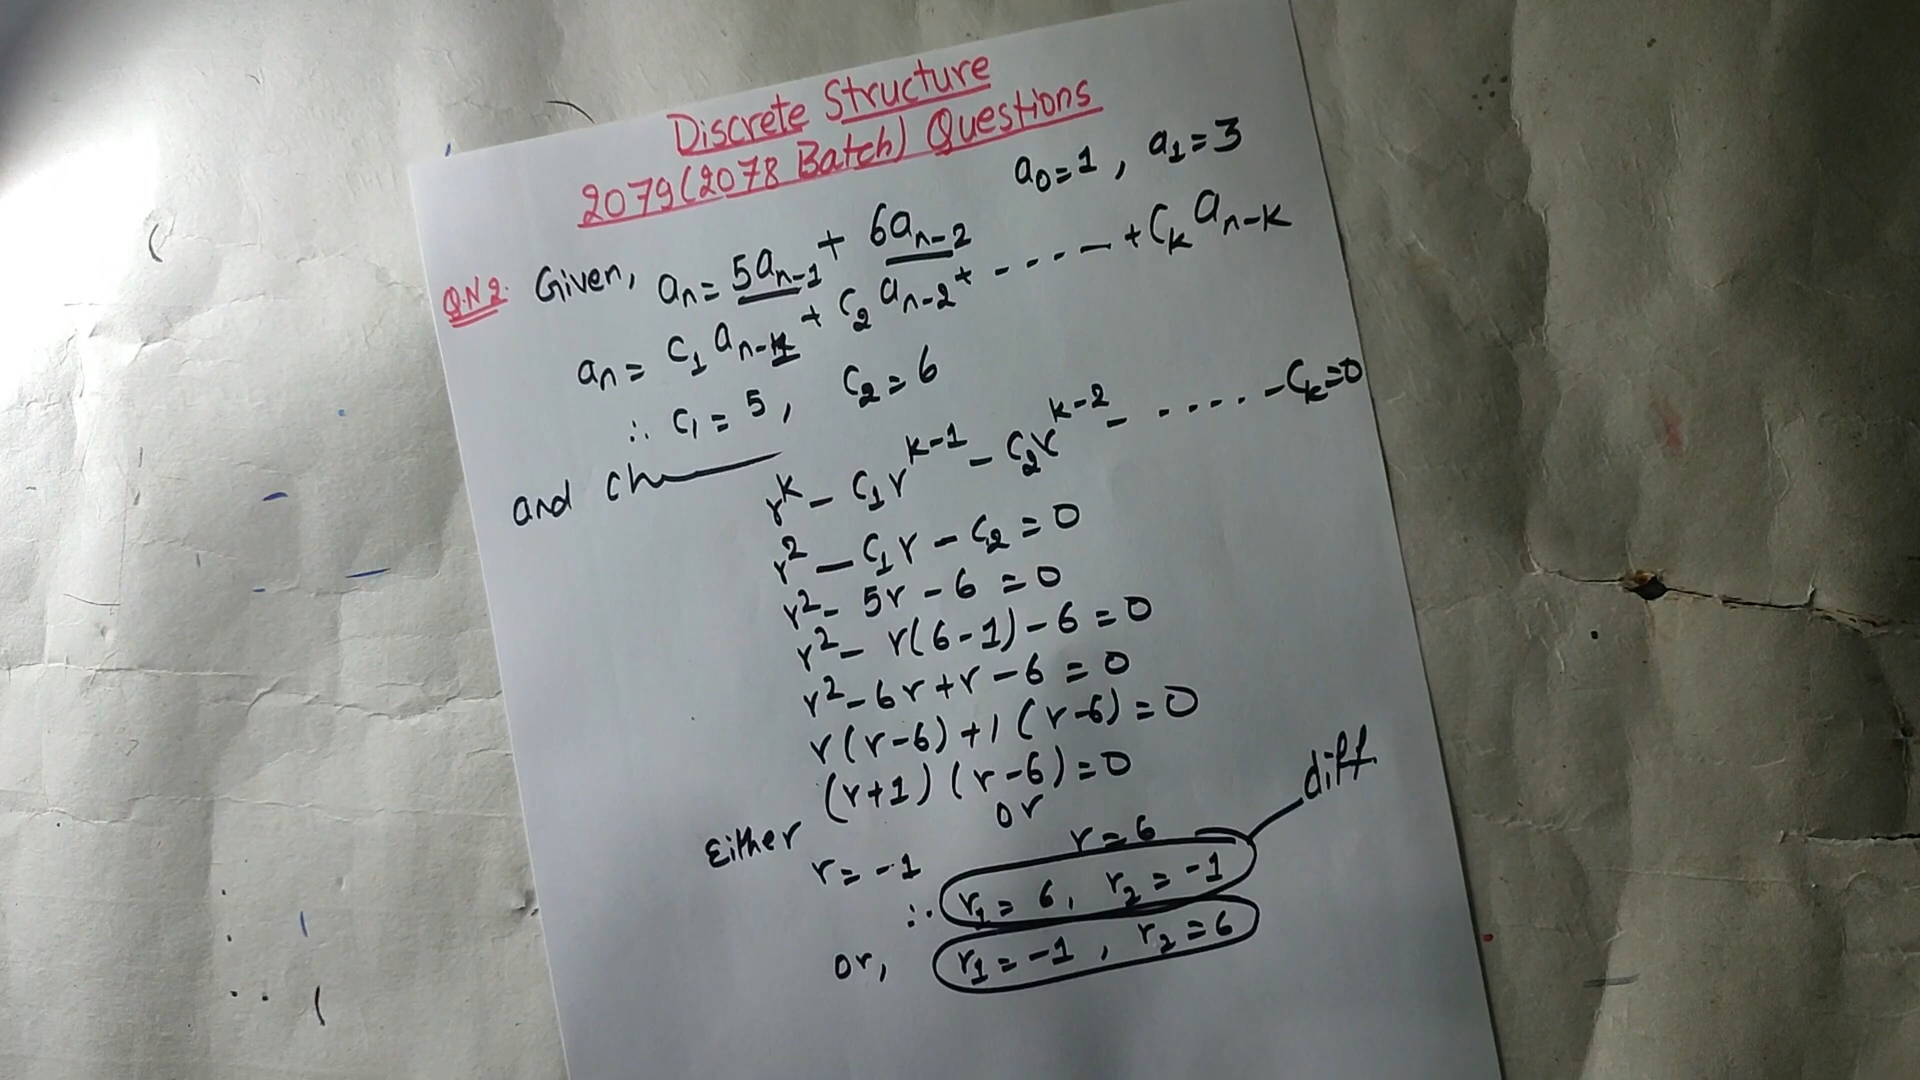 Discrete Structure
2079(2078 Batch) Questions
Q.N 2. Given, aₙ = 5aₙ₋₁ + 6aₙ₋₂ a₀=1, a₁=3
aₙ = C₁ aₙ₋₁ + C₂ aₙ₋₂ + - - - - + Cₖ aₙ₋ₖ
∴ C₁ = 5, C₂ = 6
and ch
rᵏ - C₁rᵏ⁻¹ - C₂rᵏ⁻² - ..... - Cₖ=0
r² - C₁r - C₂ = 0
r² - 5r - 6 = 0
r² - r(6-1) - 6 = 0
r² - 6r + r - 6 = 0
r(r-6) + 1(r-6) = 0
(r+1)(r-6) = 0
Either or
r = -1 r = 6
diff
∴ r₁ = 6, r₂ = -1
or, r₁ = -1, r₂ = 6